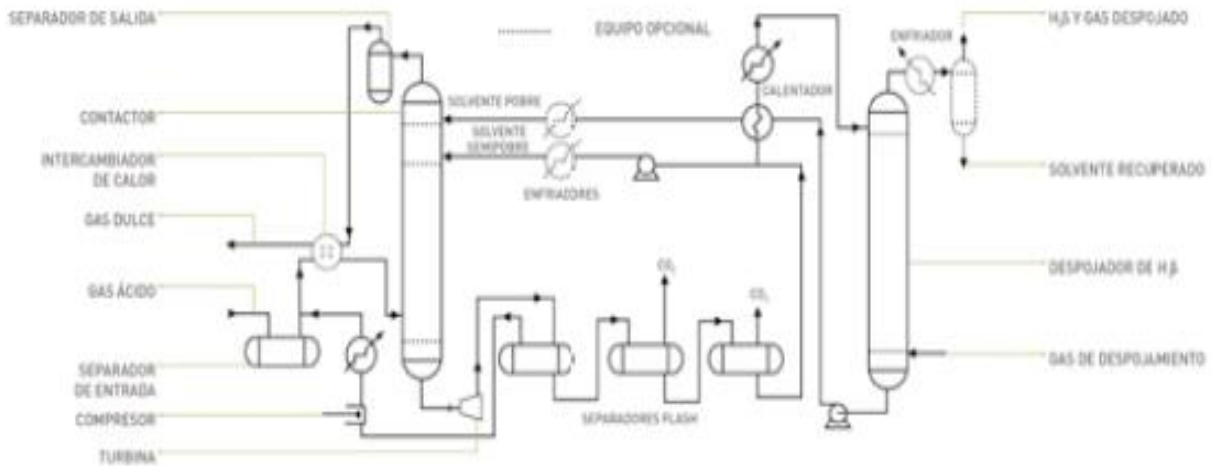 SEPARADOR DE SALIDA
CONTACTOR
INTERCAMBIADOR
DE CALOR
GAS DULCE
GAS ÁCIDO
SEPARADOR
DE ENTRADA
COMPRESOR
TURBINA
EQUIPO OPCIONAL
SOLVENTE POBRE
SOLVENTE
SEMIPOBRE
ENFRIADORES
CALENTADOR
CO₂
CO₂
SEPARADORES FLASH
ENFRIADOR
H₂S Y GAS DESPOJADO
SOLVENTE RECUPERADO
DESPOJADOR DE H₂S
GAS DE DESPOJAMIENTO